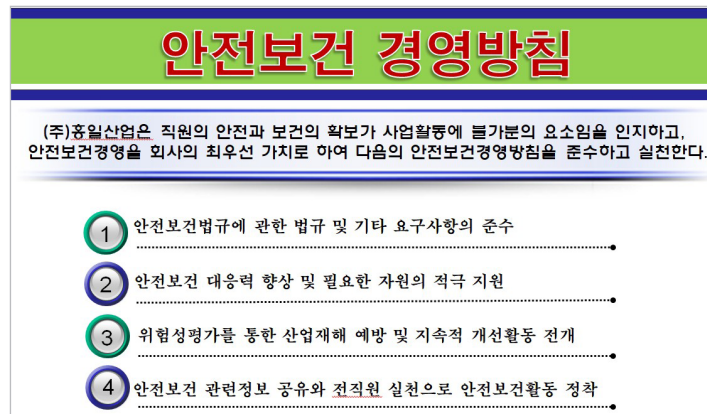 안전보건 경영방침
(주)홍일산업은 직원의 안전과 보건의 확보가 사업활동에 불가분의 요소임을 인지하고,
안전보건경영을 회사의 최우선 가치로 하여 다음의 안전보건경영방침을 준수하고 실천한다.
1 안전보건법규에 관한 법규 및 기타 요구사항의 준수
2 안전보건 대응력 향상 및 필요한 자원의 적극 지원
3 위험성평가를 통한 산업재해 예방 및 지속적 개선활동 전개
4 안전보건 관련정보 공유와 전직원 실천으로 안전보건활동 정착